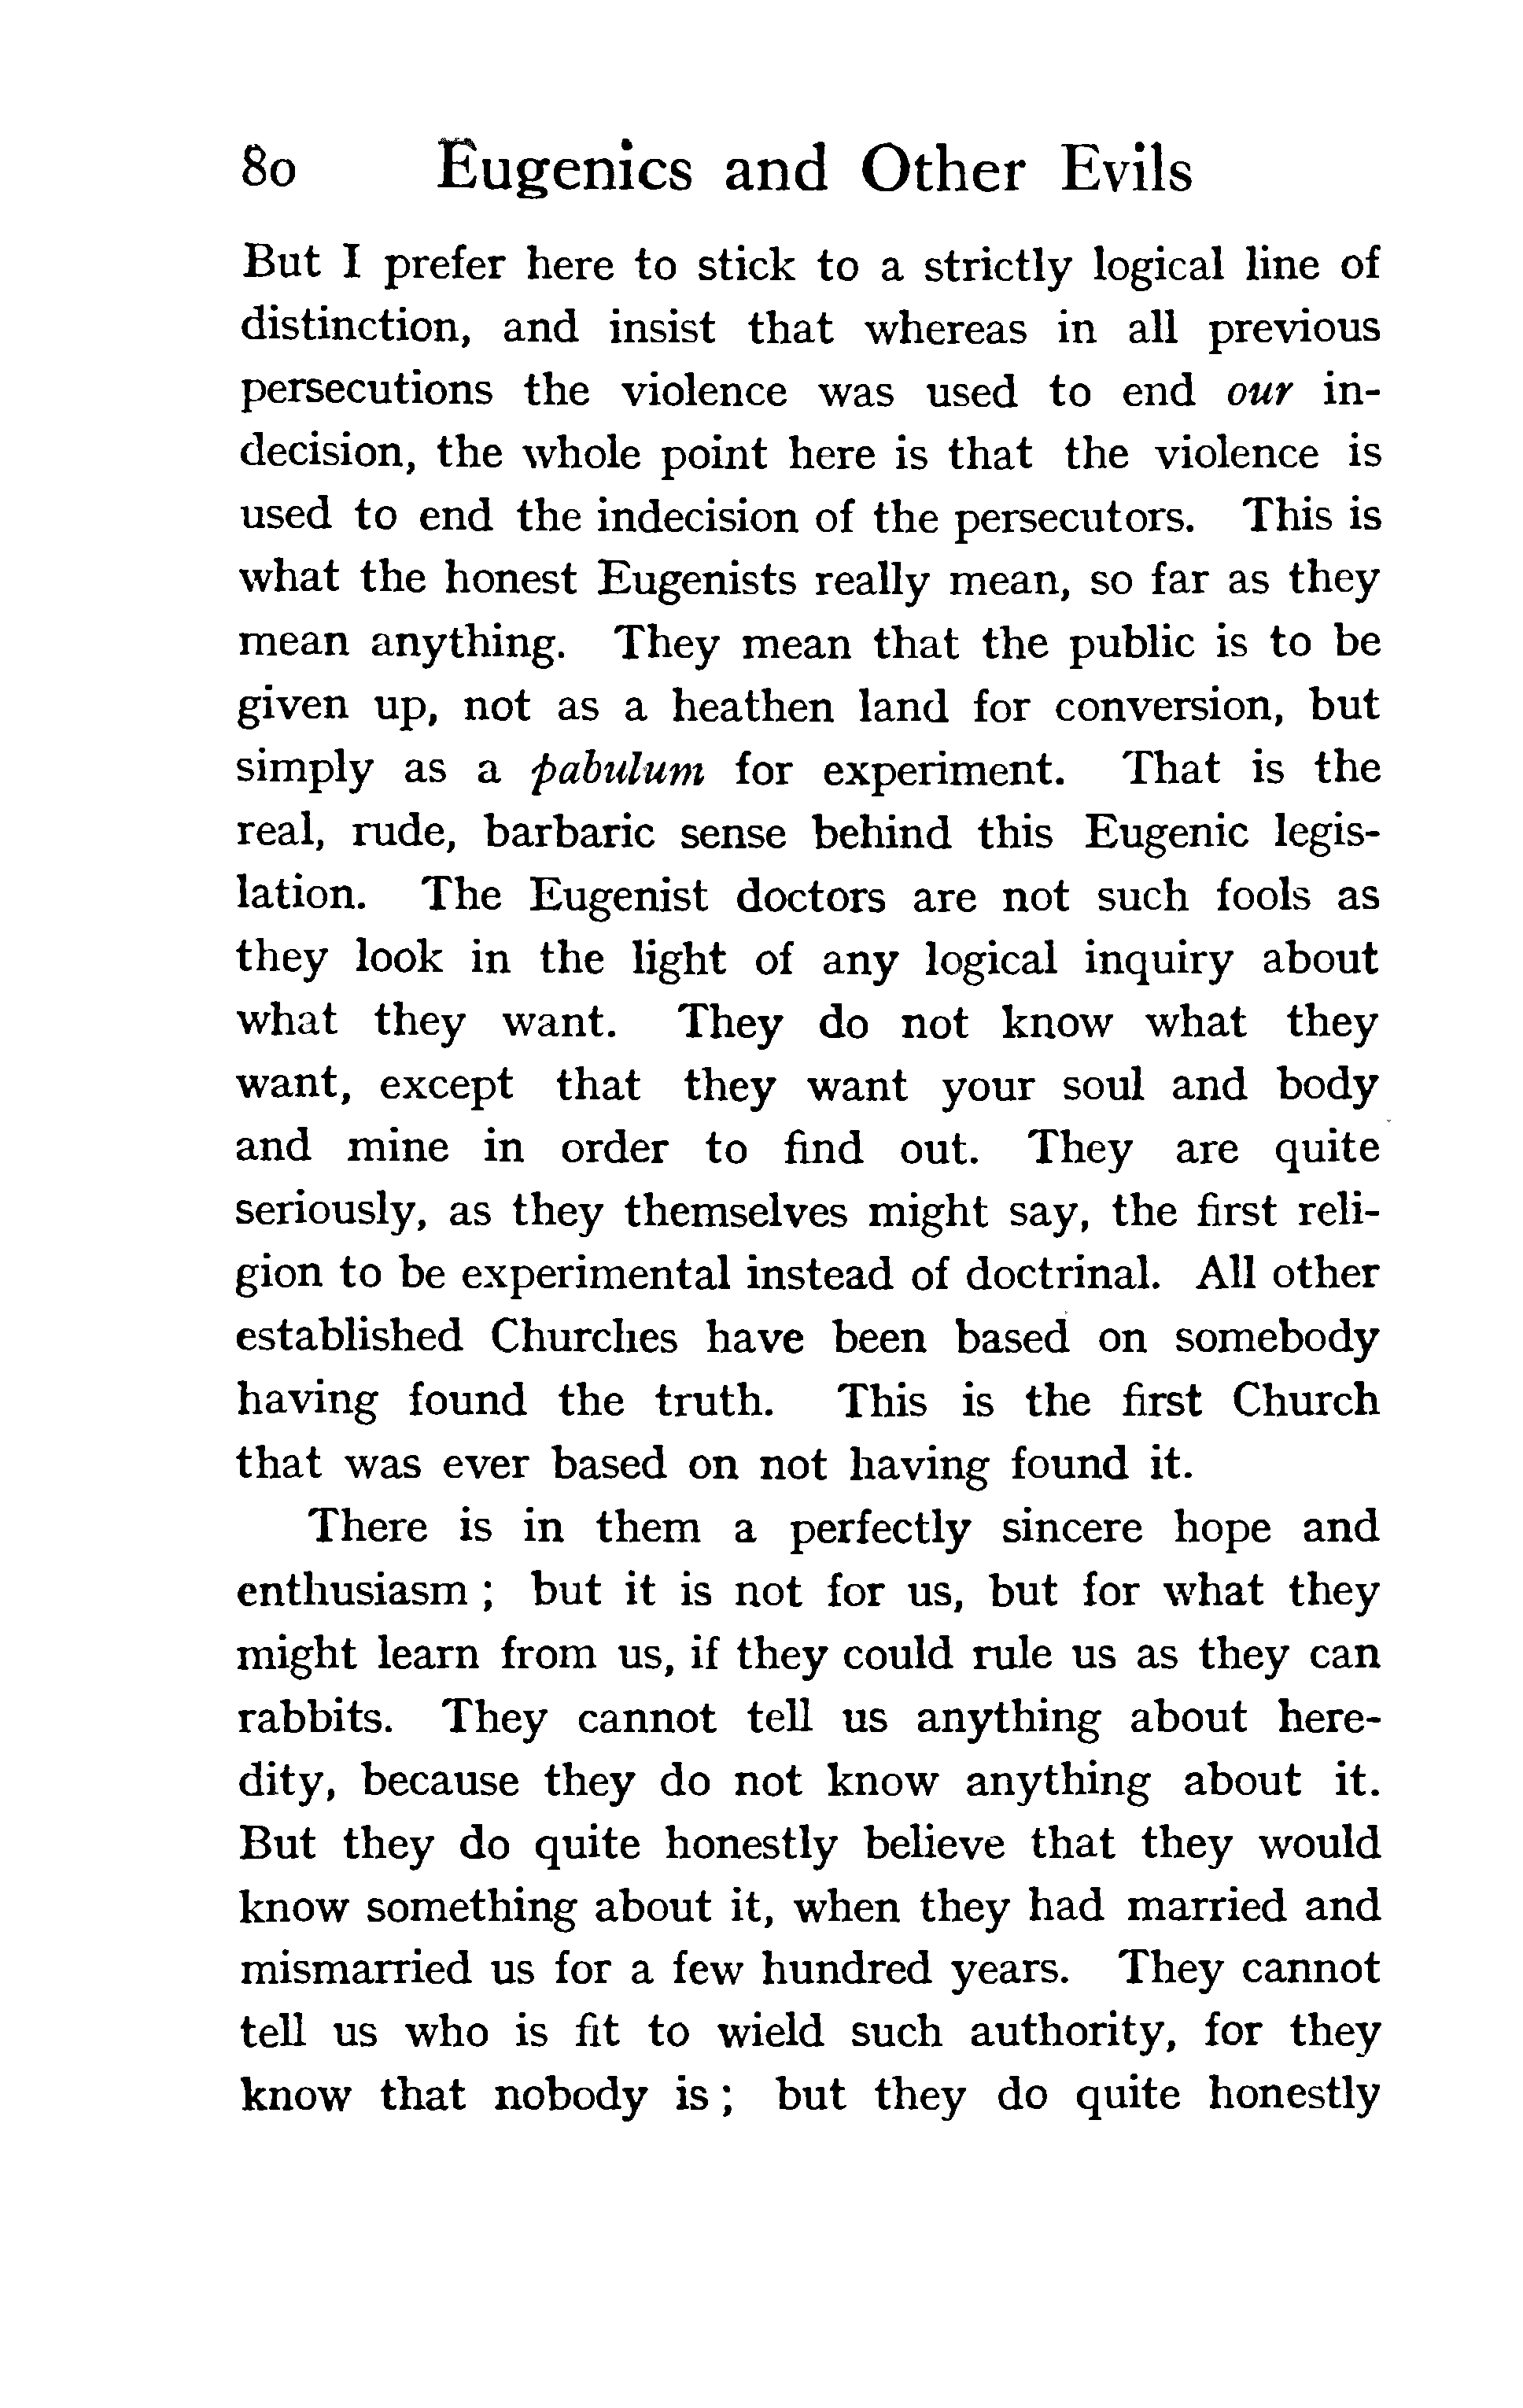 80 Eugenics and Other Evils
But I prefer here to stick to a strictly logical line of
distinction, and insist that whereas in all previous
persecutions the violence was used to end our in-
decision, the whole point here is that the violence is
used to end the indecision of the persecutors. This is
what the honest Eugenists really mean, so far as they
mean anything. They mean that the public is to be
given up, not as a heathen land for conversion, but
simply as a pabulum for experiment. That is the
real, rude, barbaric sense behind this Eugenic legis-
lation. The Eugenist doctors are not such fools as
they look in the light of any logical inquiry about
what they want. They do not know what they
want, except that they want your soul and body
and mine in order to find out. They are quite
seriously, as they themselves might say, the first reli-
gion to be experimental instead of doctrinal. All other
established Churches have been based on somebody
having found the truth. This is the first Church
that was ever based on not having found it.
There is in them a perfectly sincere hope and
enthusiasm ; but it is not for us, but for what they
might learn from us, if they could rule us as they can
rabbits. They cannot tell us anything about here-
dity, because they do not know anything about it.
But they do quite honestly believe that they would
know something about it, when they had married and
mismarried us for a few hundred years. They cannot
tell us who is fit to wield such authority, for they
know that nobody is ; but they do quite honestly